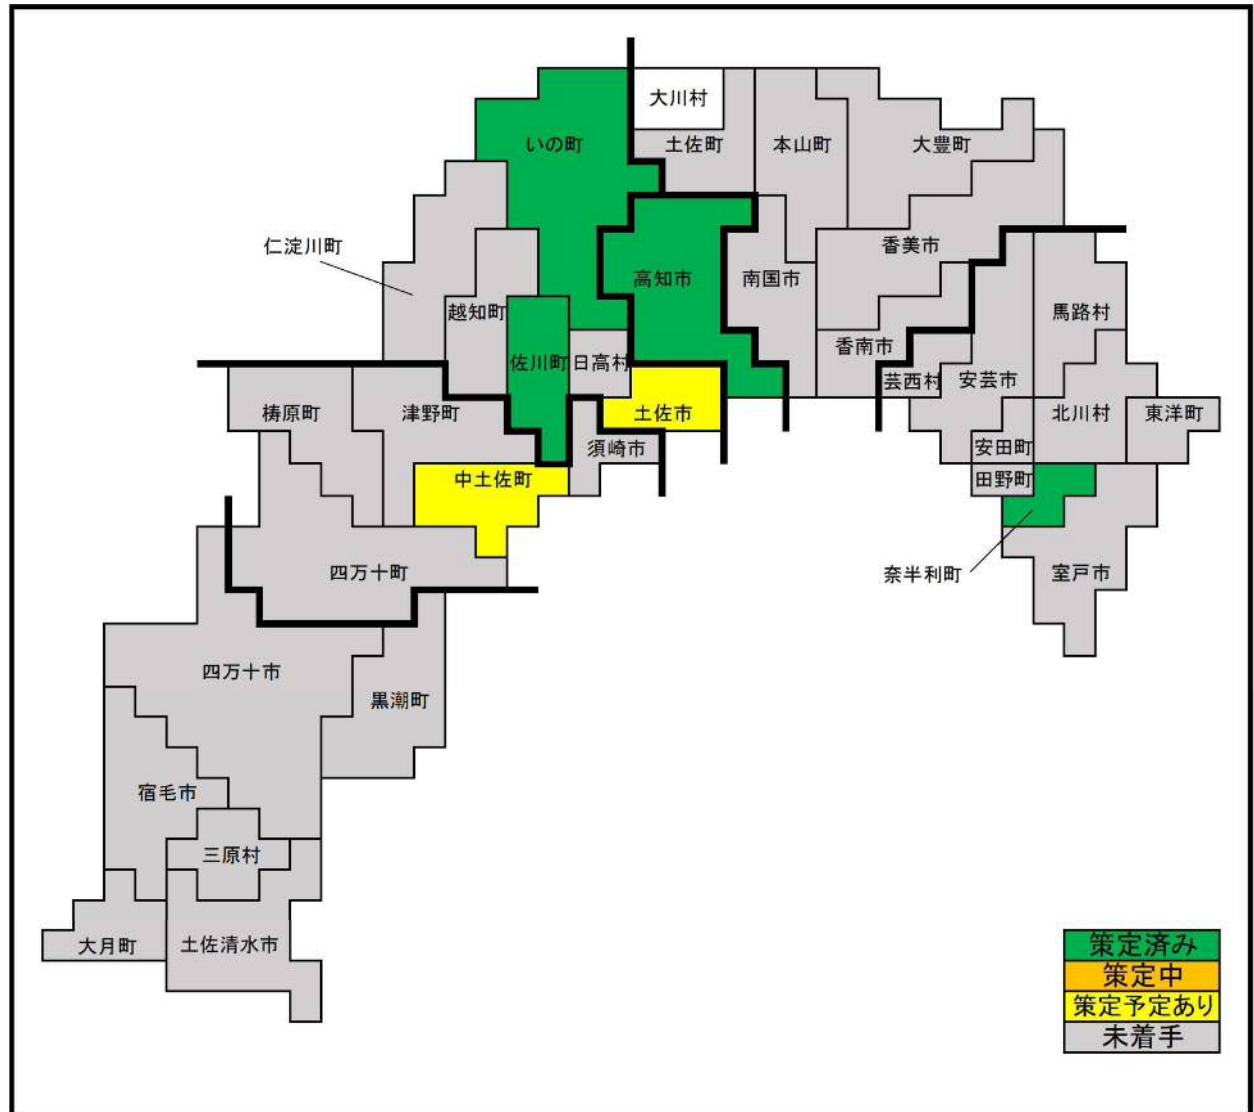 大川村
いの町
土佐町
本山町
大豊町
仁淀川町
香美市
高知市
南国市
越知町
馬路村
香南市
佐川町
日高村
芸西村
安芸市
梼原町
津野町
土佐市
北川村
東洋町
須崎市
安田町
中土佐町
田野町
四万十町
奈半利町
室戸市
四万十市
黒潮町
宿毛市
三原村
大月町
土佐清水市
策定済み
策定中
策定予定あり
未着手